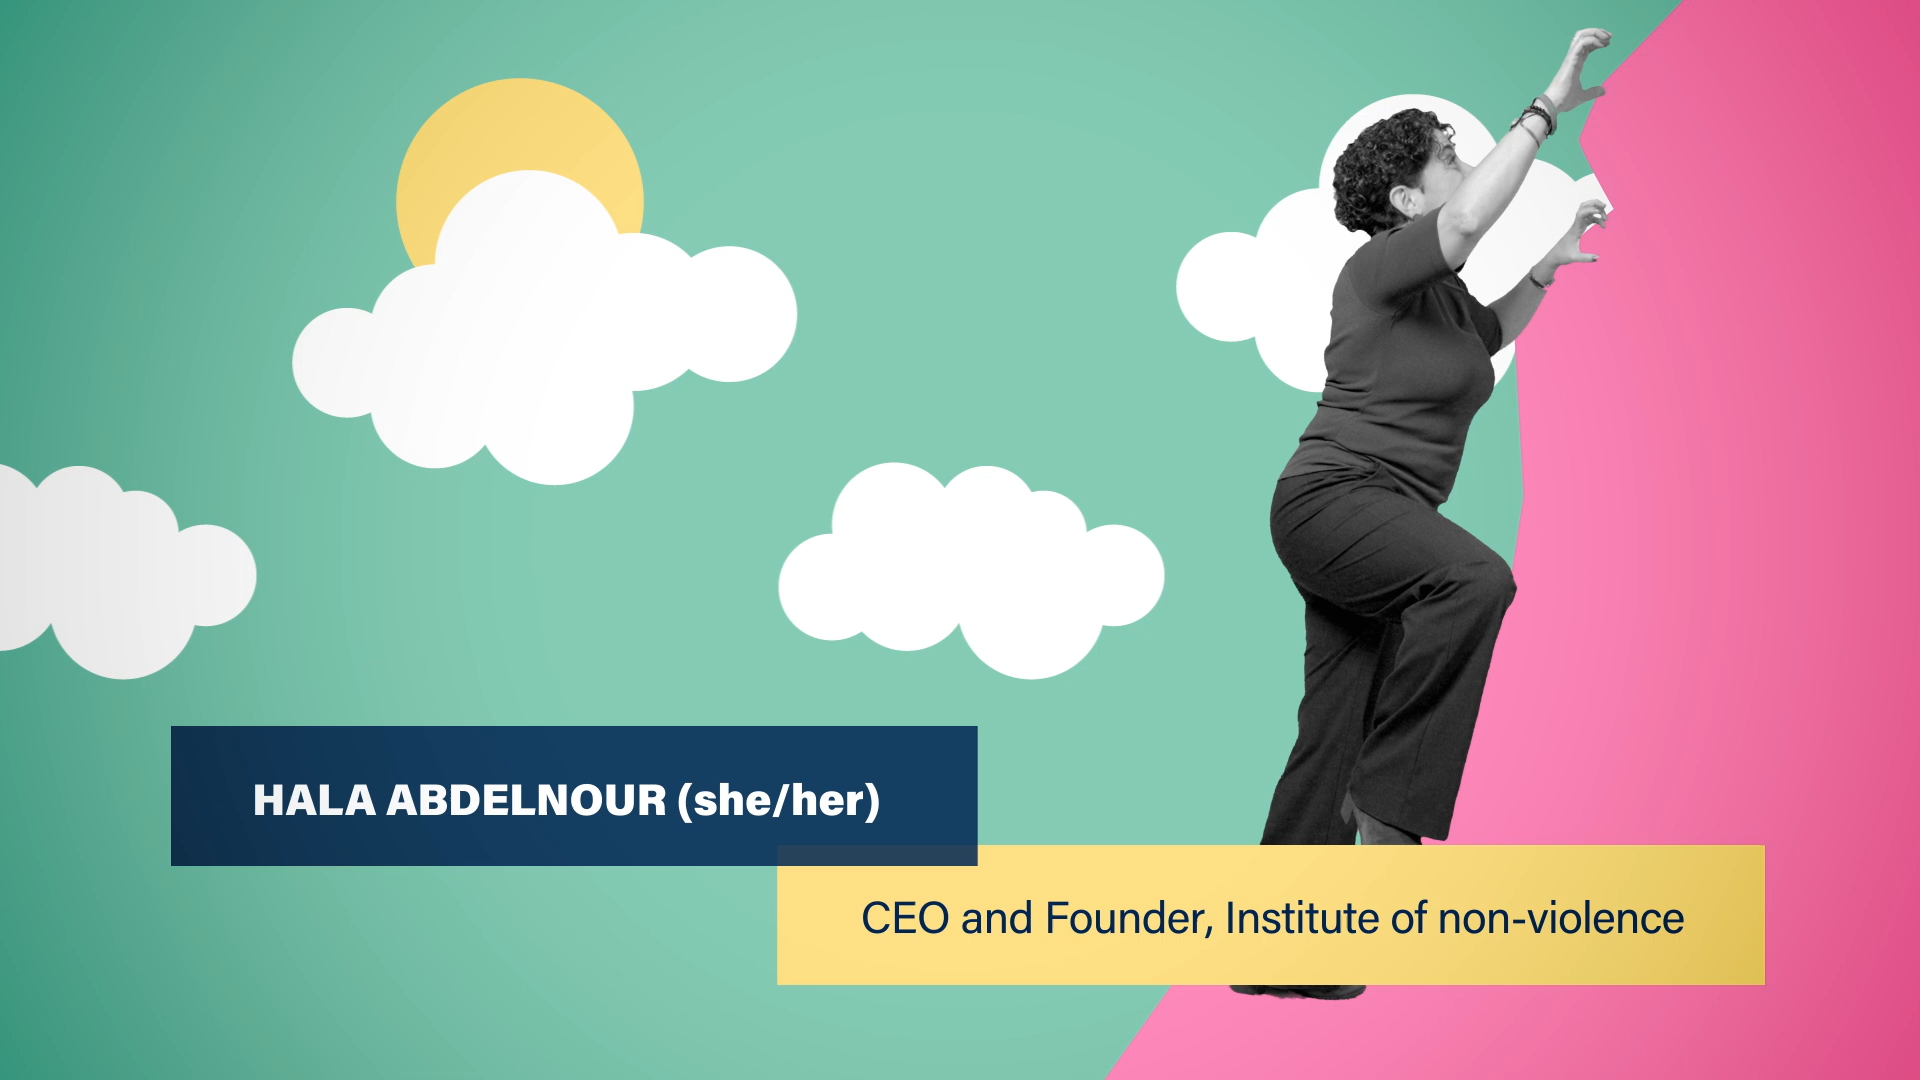 HALA ABDELNOUR (she/her)
CEO and Founder, Institute of non-violence